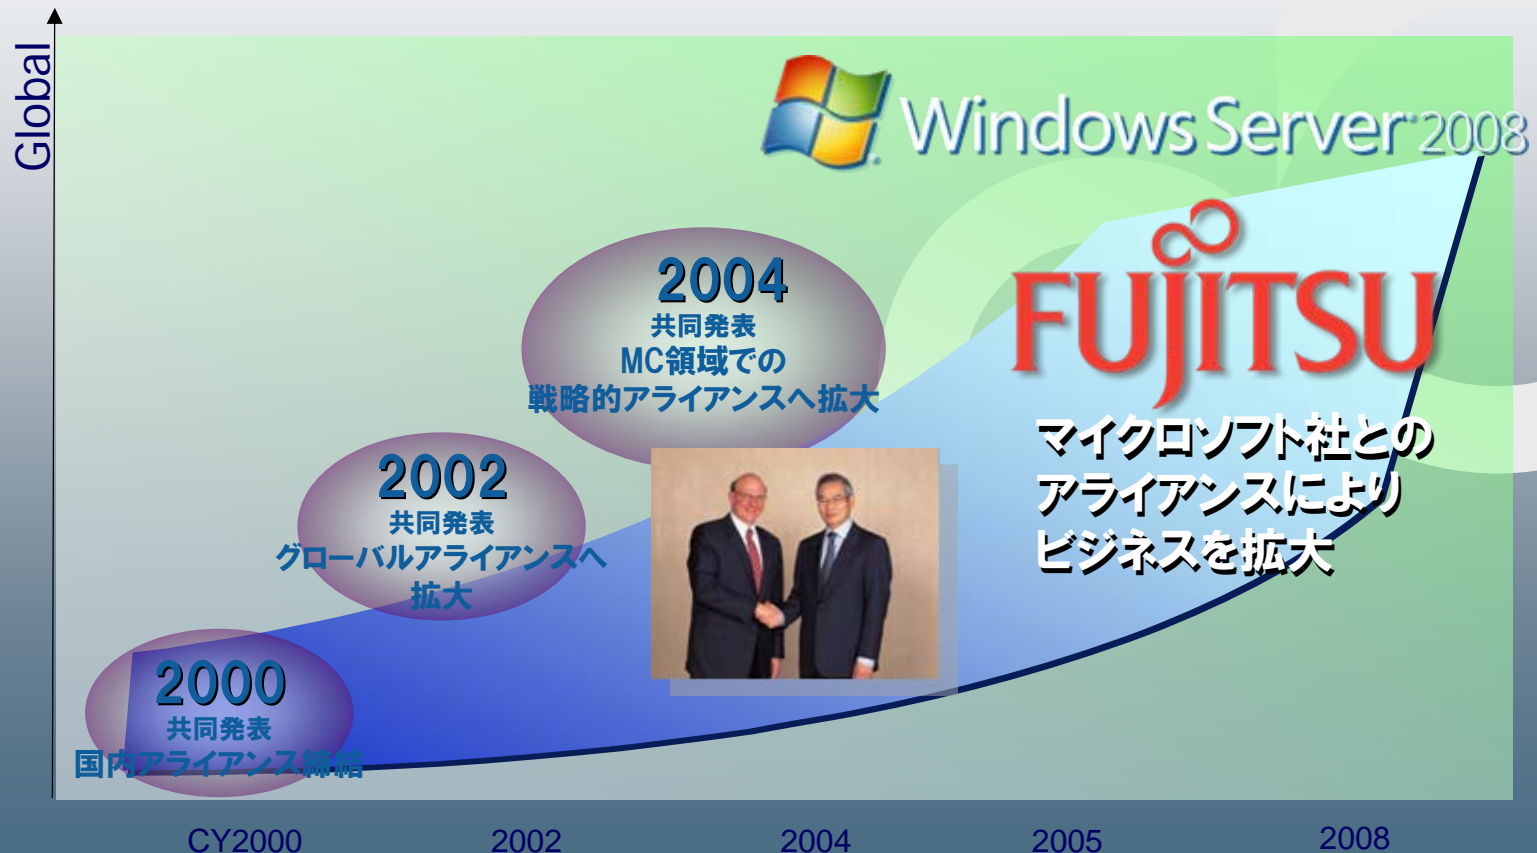 Global
Windows Server 2008
2004
共同発表
MC領域での
戦略的アライアンスへ拡大
FUJITSU
マイクロソフト社との
アライアンスにより
ビジネスを拡大
2002
共同発表
グローバルアライアンスへ
拡大
2000
共同発表
国内アライアンス締結
CY2000
2002
2004
2005
2008